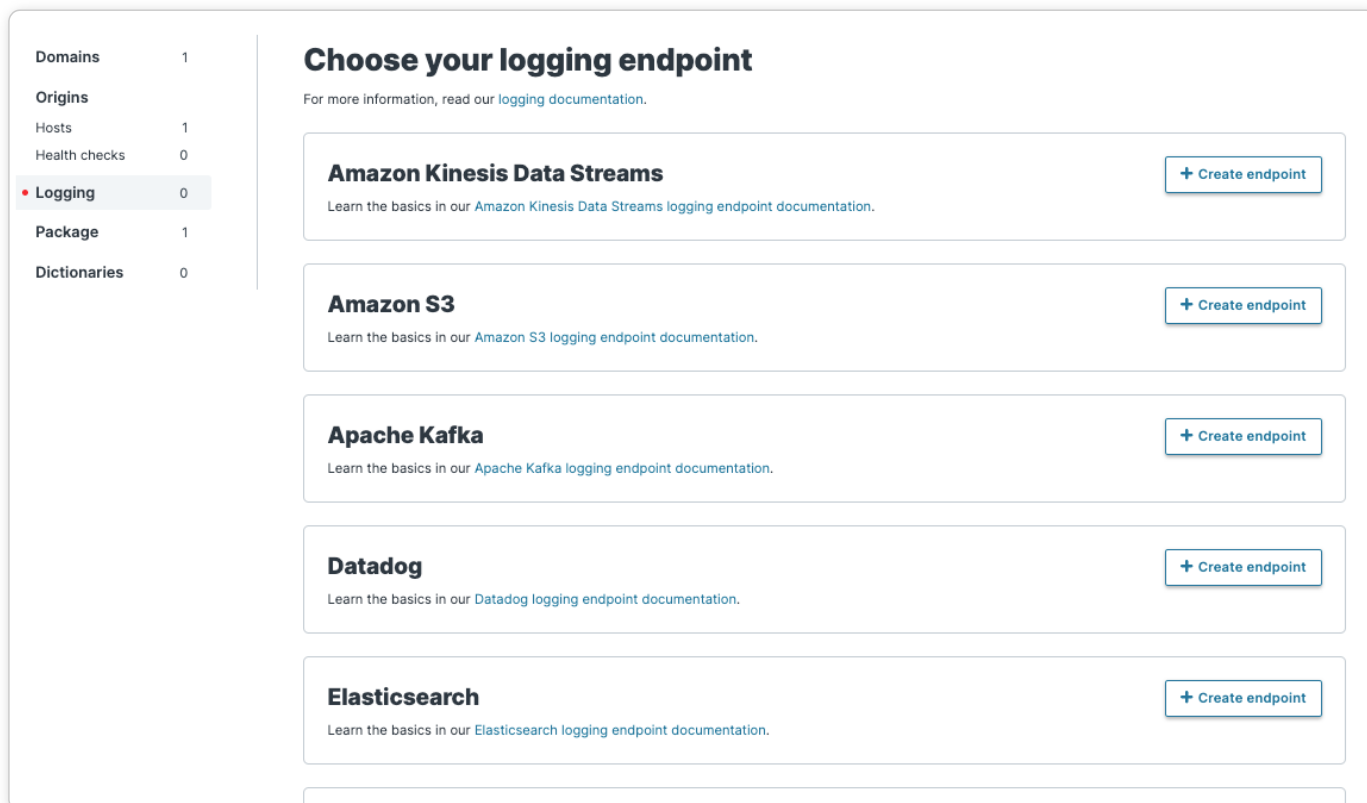 Domains 1
Origins
Hosts 1
Health checks 0
Logging 0
Package 1
Dictionaries 0
Choose your logging endpoint
For more information, read our logging documentation.
Amazon Kinesis Data Streams
+ Create endpoint
Learn the basics in our Amazon Kinesis Data Streams logging endpoint documentation.
Amazon S3
+ Create endpoint
Learn the basics in our Amazon S3 logging endpoint documentation.
Apache Kafka
+ Create endpoint
Learn the basics in our Apache Kafka logging endpoint documentation.
Datadog
+ Create endpoint
Learn the basics in our Datadog logging endpoint documentation.
Elasticsearch
+ Create endpoint
Learn the basics in our Elasticsearch logging endpoint documentation.